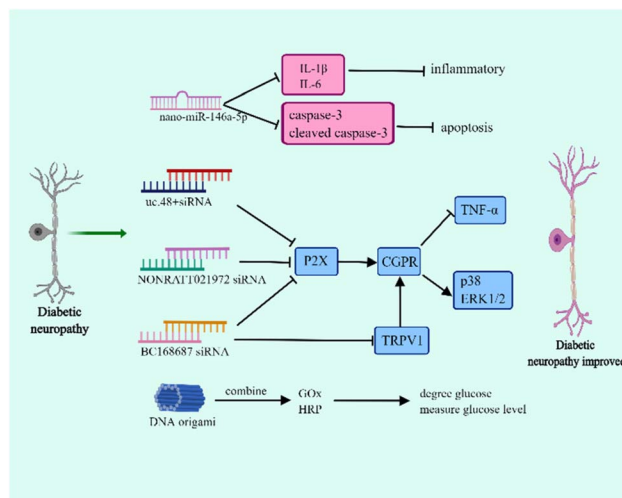 IL-1β
IL-6
inflammatory
nano-miR-146a-5p
caspase-3
cleaved caspase-3
apoptosis
uc.48+siRNA
TNF-α
NONRATT021972 siRNA
P2X
CGPR
p38
ERK1/2
Diabetic
neuropathy
BC168687 siRNA
TRPV1
Diabetic
neuropathy improved
combine
GOx
HRP
degree glucose
measure glucose level
DNA origami